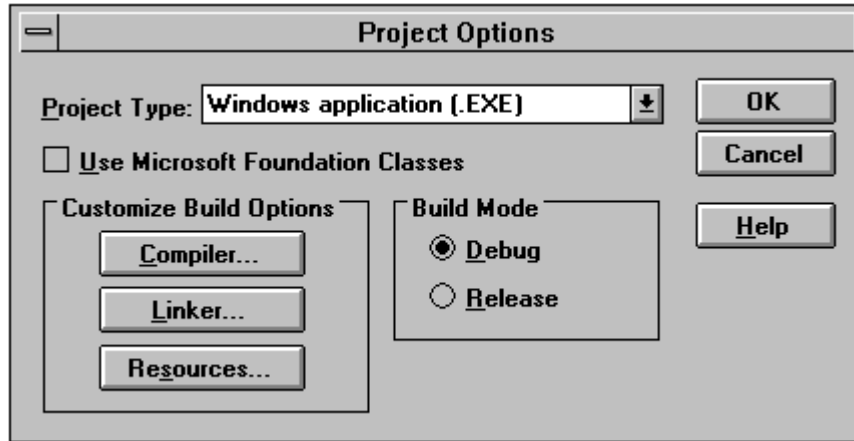 Project Options
Project Type: Windows application (.EXE)
OK
Use Microsoft Foundation Classes
Cancel
Customize Build Options
Build Mode
Help
Compiler...
Debug
Linker...
Release
Resources...